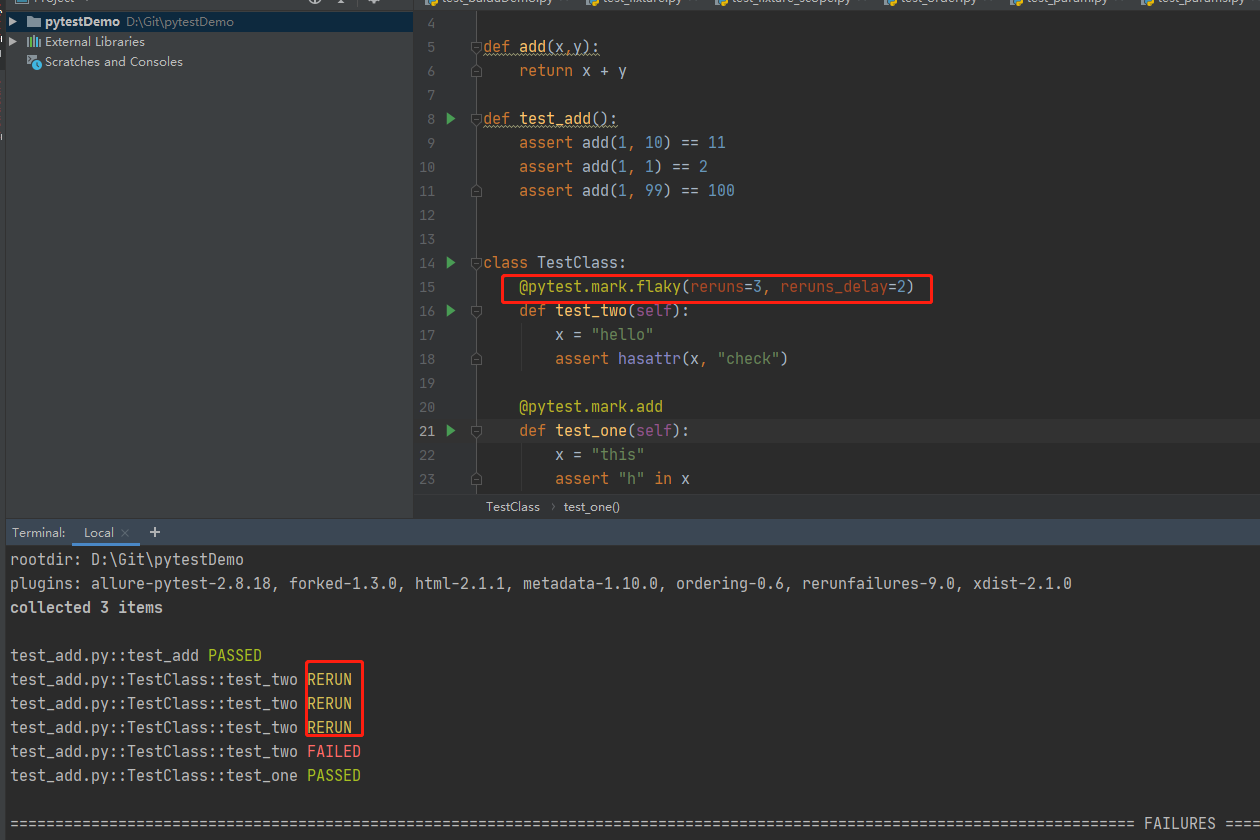 pytestDemo D:\Git\pytestDemo
External Libraries
Scratches and Consoles
4
5 def add(x,y):
6 return x + y
7
8 def test_add():
9 assert add(1, 10) == 11
10 assert add(1, 1) == 2
11 assert add(1, 99) == 100
12
13
14 class TestClass:
15 @pytest.mark.flaky(reruns=3, reruns_delay=2)
16 def test_two(self):
17 x = "hello"
18 assert hasattr(x, "check")
19
20 @pytest.mark.add
21 def test_one(self):
22 x = "this"
23 assert "h" in x
TestClass › test_one()
Terminal: Local × +
rootdir: D:\Git\pytestDemo
plugins: allure-pytest-2.8.18, forked-1.3.0, html-2.1.1, metadata-1.10.0, ordering-0.6, rerunfailures-9.0, xdist-2.1.0
collected 3 items
test_add.py::test_add PASSED
test_add.py::TestClass::test_two RERUN
test_add.py::TestClass::test_two RERUN
test_add.py::TestClass::test_two RERUN
test_add.py::TestClass::test_two FAILED
test_add.py::TestClass::test_one PASSED
FAILURES